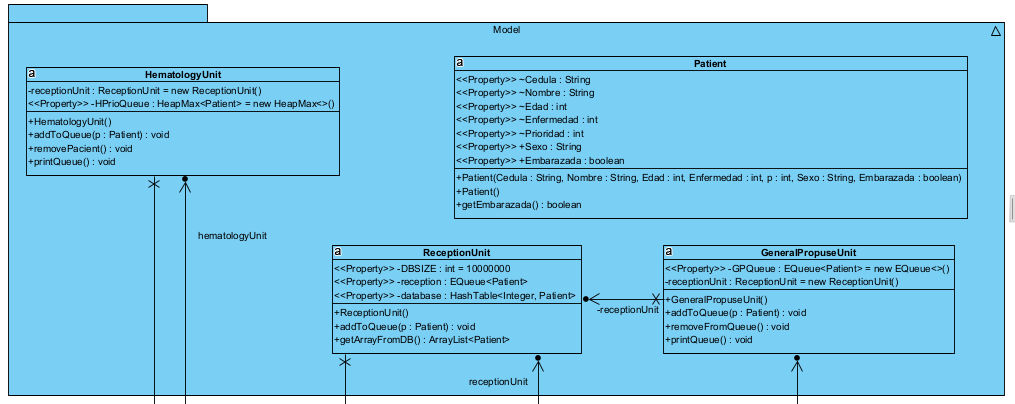 Model
a
HematologyUnit
-receptionUnit : ReceptionUnit = new ReceptionUnit()
<<Property>> -HPrioQueue : HeapMax<Patient> = new HeapMax<>()
+HematologyUnit()
+addToQueue(p : Patient) : void
+removePacient() : void
+printQueue() : void
a
Patient
<<Property>> ~Cedula : String
<<Property>> ~Nombre : String
<<Property>> ~Edad : int
<<Property>> ~Enfermedad : int
<<Property>> ~Prioridad : int
<<Property>> +Sexo : String
<<Property>> +Embarazada : boolean
+Patient(Cedula : String, Nombre : String, Edad : int, Enfermedad : int, p : int, Sexo : String, Embarazada : boolean)
+Patient()
+getEmbarazada() : boolean
hematologyUnit
a
ReceptionUnit
<<Property>> -DBSIZE : int = 10000000
<<Property>> -reception : EQueue<Patient>
<<Property>> -database : HashTable<Integer, Patient>
+ReceptionUnit()
+addToQueue(p : Patient) : void
+getArrayFromDB() : ArrayList<Patient>
-receptionUnit
a
GeneralPropuseUnit
<<Property>> -GPQueue : EQueue<Patient> = new EQueue<>()
-receptionUnit : ReceptionUnit = new ReceptionUnit()
+GeneralPropuseUnit()
+addToQueue(p : Patient) : void
+removeFromQueue() : void
+printQueue() : void
receptionUnit